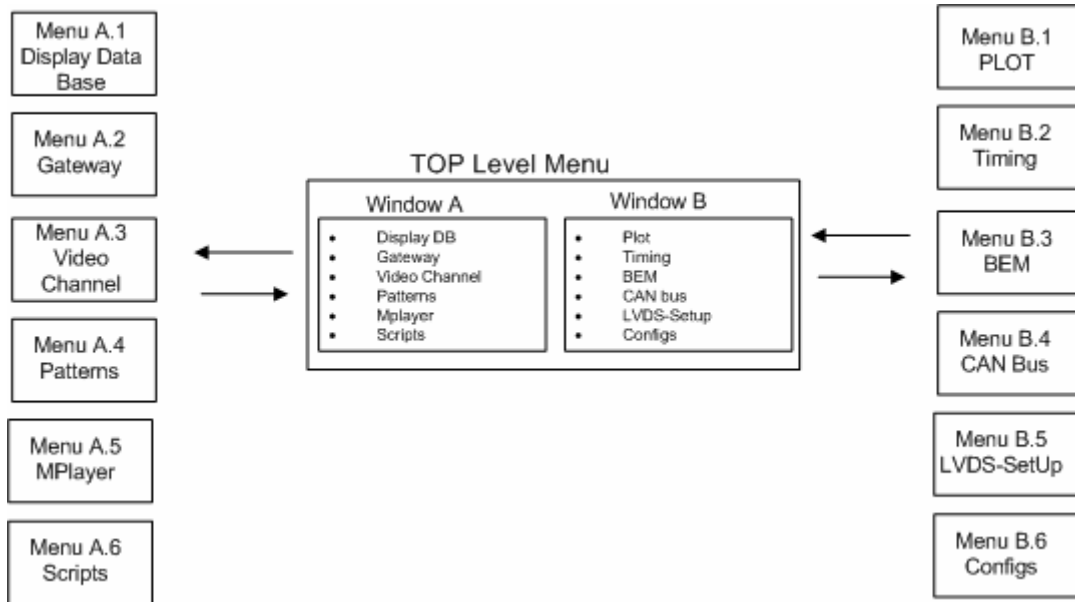 Menu A.1
Display Data
Base
Menu A.2
Gateway
Menu A.3
Video
Channel
Menu A.4
Patterns
Menu A.5
MPlayer
Menu A.6
Scripts
TOP Level Menu
Window A
• Display DB
• Gateway
• Video Channel
• Patterns
• Mplayer
• Scripts
Window B
• Plot
• Timing
• BEM
• CAN bus
• LVDS-Setup
• Configs
Menu B.1
PLOT
Menu B.2
Timing
Menu B.3
BEM
Menu B.4
CAN Bus
Menu B.5
LVDS-SetUp
Menu B.6
Configs